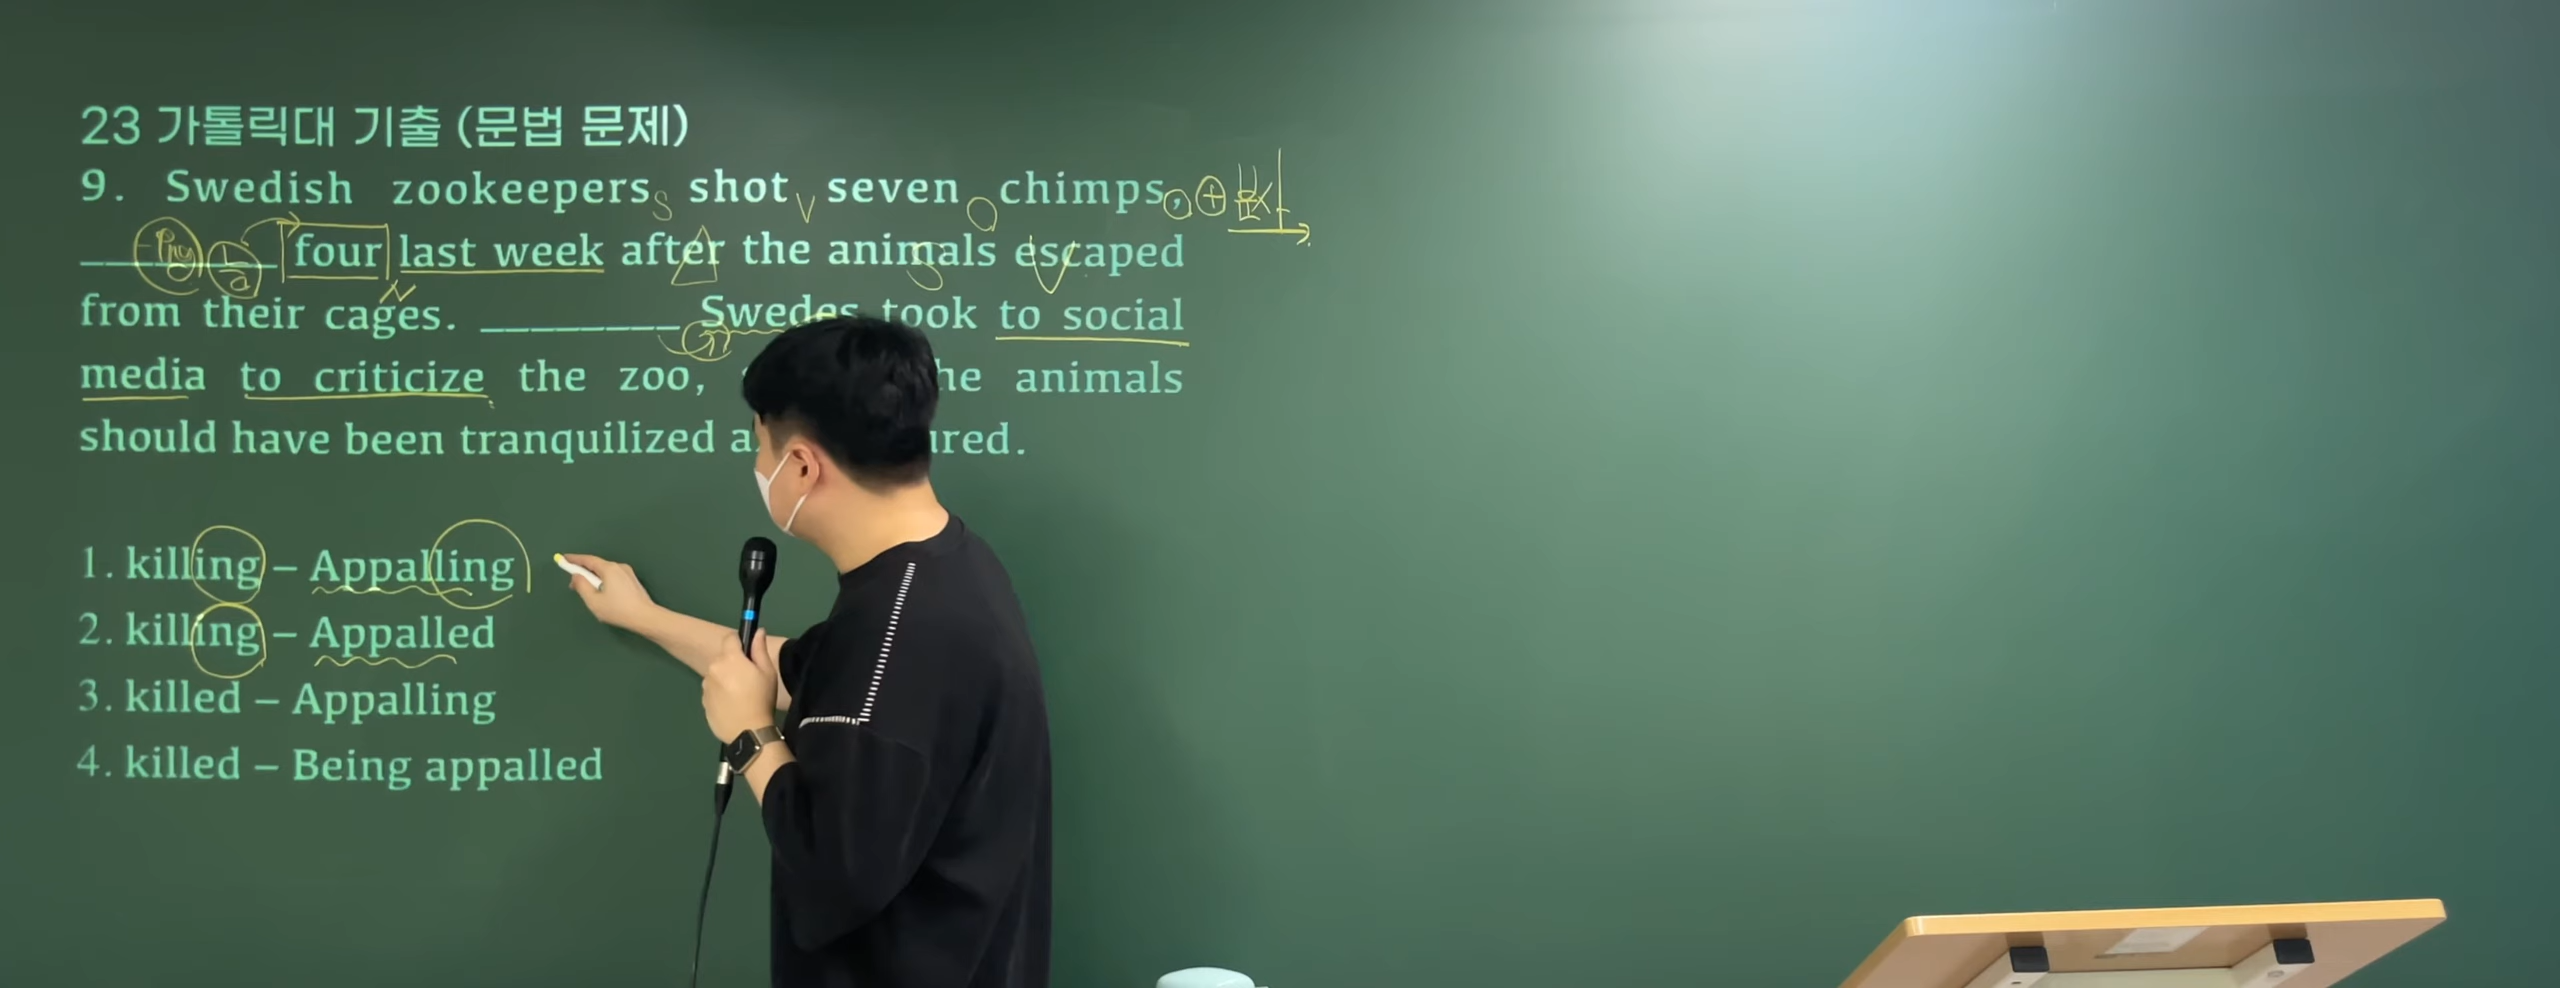 23 가톨릭대 기출 (문법 문제)
9. Swedish zookeepers S shot V seven O chimps, ⊕
________ four last week after the animals escaped
from their cages. ________ Swedes took to social
media to criticize the zoo, he animals
should have been tranquilized a ured.
1. killing – Appalling
2. killing – Appalled
3. killed – Appalling
4. killed – Being appalled